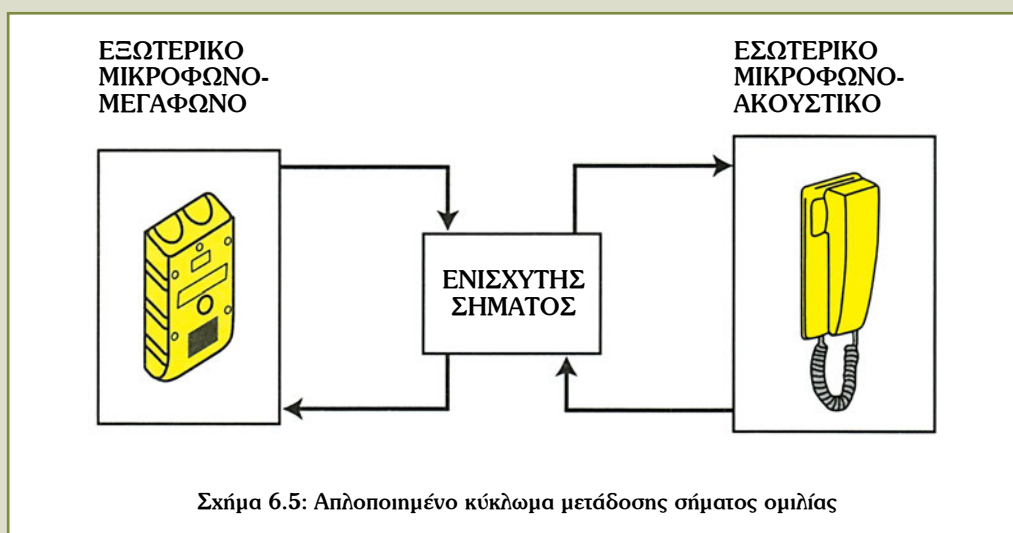 ΕΞΩΤΕΡΙΚΟ
ΜΙΚΡΟΦΩΝΟ-
ΜΕΓΑΦΩΝΟ
ΕΣΩΤΕΡΙΚΟ
ΜΙΚΡΟΦΩΝΟ-
ΑΚΟΥΣΤΙΚΟ
ΕΝΙΣΧΥΤΗΣ
ΣΗΜΑΤΟΣ
Σχήμα 6.5: Απλοποιημένο κύκλωμα μετάδοσης σήματος ομιλίας